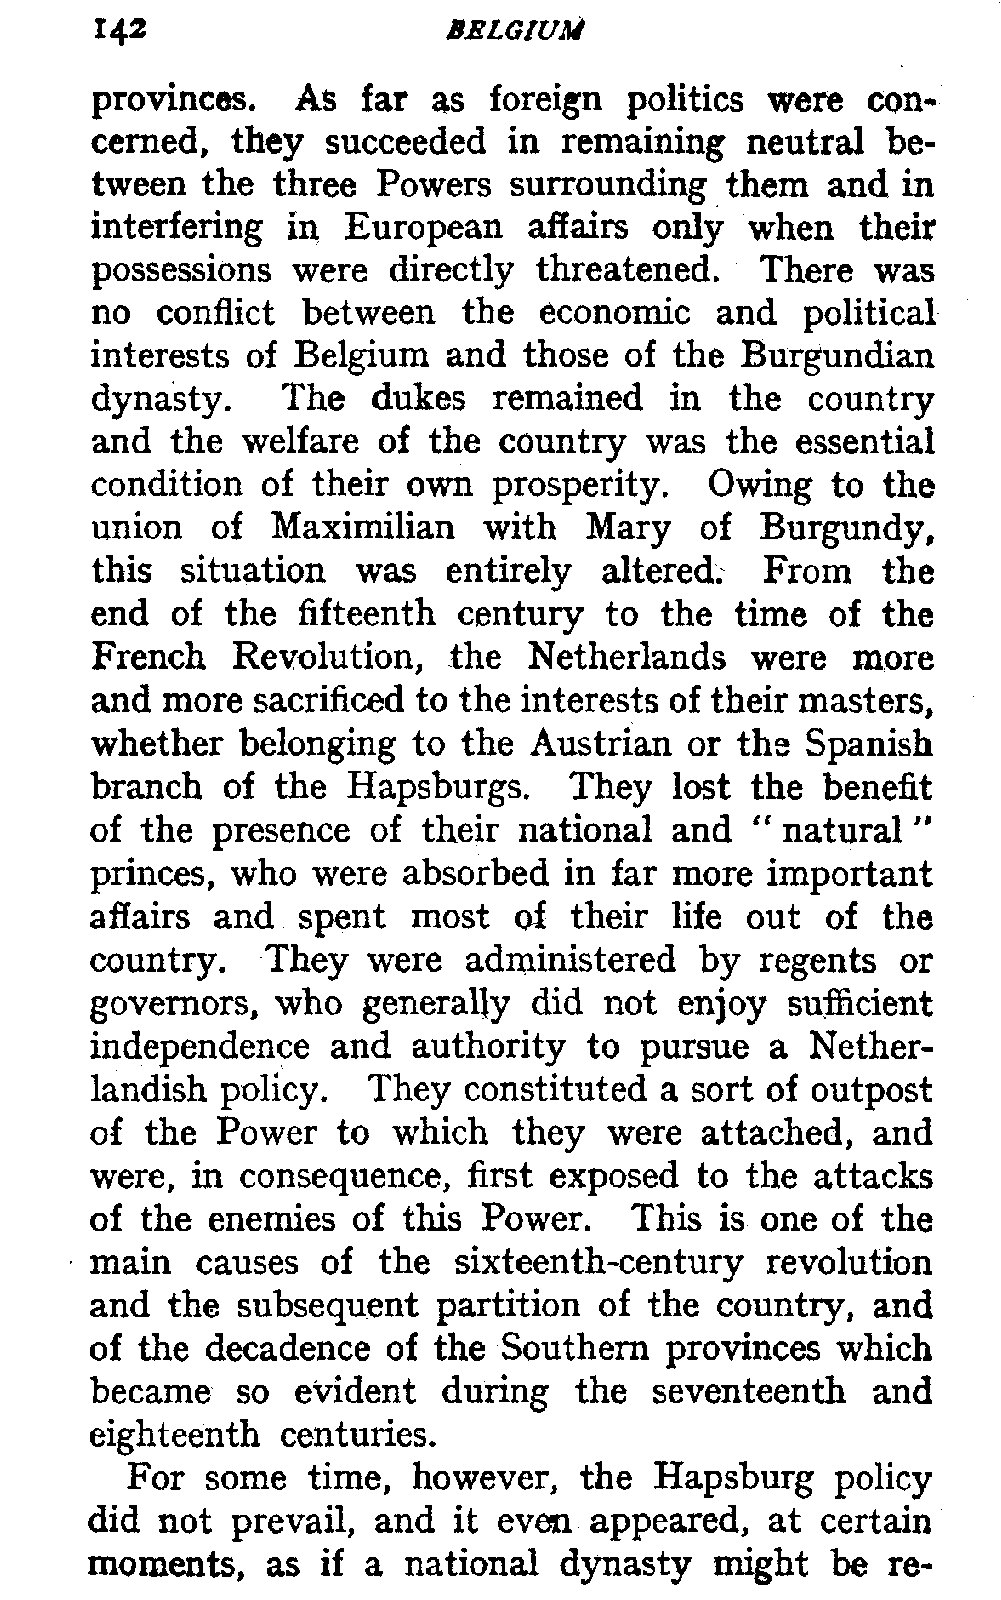 142 BELGIUM
provinces. As far as foreign politics were con-
cerned, they succeeded in remaining neutral be-
tween the three Powers surrounding them and in
interfering in European affairs only when their
possessions were directly threatened. There was
no conflict between the economic and political
interests of Belgium and those of the Burgundian
dynasty. The dukes remained in the country
and the welfare of the country was the essential
condition of their own prosperity. Owing to the
union of Maximilian with Mary of Burgundy,
this situation was entirely altered. From the
end of the fifteenth century to the time of the
French Revolution, the Netherlands were more
and more sacrificed to the interests of their masters,
whether belonging to the Austrian or the Spanish
branch of the Hapsburgs. They lost the benefit
of the presence of their national and “ natural ”
princes, who were absorbed in far more important
affairs and spent most of their life out of the
country. They were administered by regents or
governors, who generally did not enjoy sufficient
independence and authority to pursue a Nether-
landish policy. They constituted a sort of outpost
of the Power to which they were attached, and
were, in consequence, first exposed to the attacks
of the enemies of this Power. This is one of the
main causes of the sixteenth-century revolution
and the subsequent partition of the country, and
of the decadence of the Southern provinces which
became so evident during the seventeenth and
eighteenth centuries.
For some time, however, the Hapsburg policy
did not prevail, and it even appeared, at certain
moments, as if a national dynasty might be re-